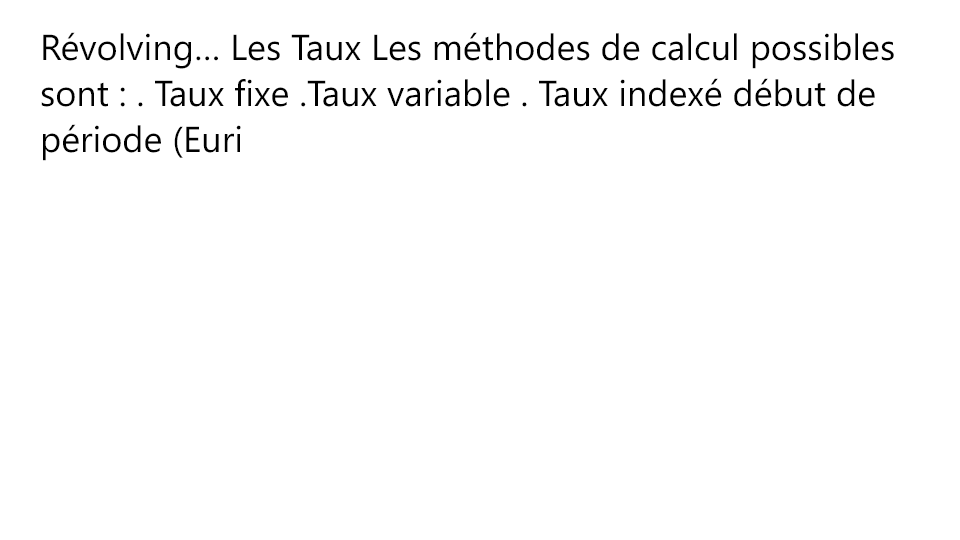 Révolving... Les Taux Les méthodes de calcul possibles
sont : . Taux fixe .Taux variable . Taux indexé début de
période (Euri